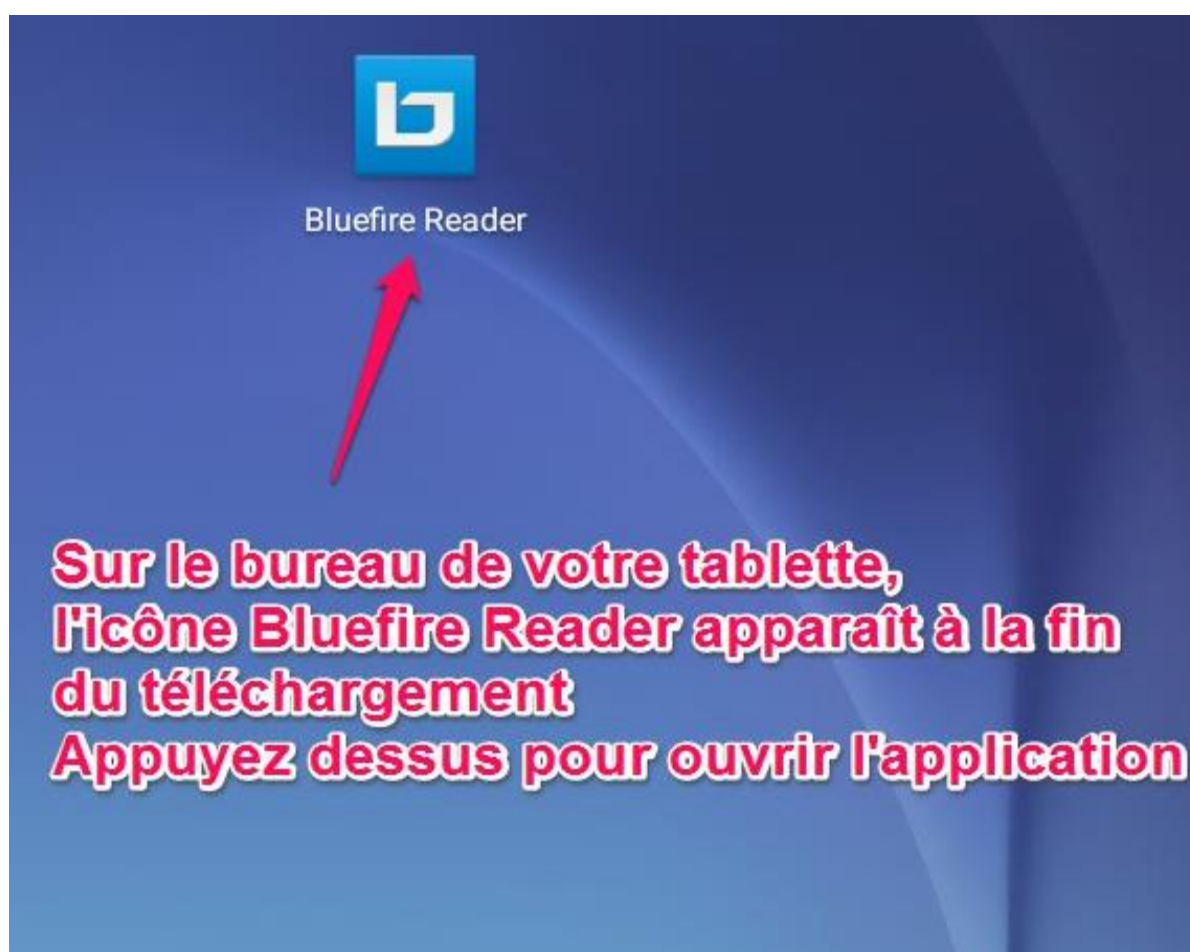 Bluefire Reader
Sur le bureau de votre tablette,
l'icône Bluefire Reader apparaît à la fin
du téléchargement
Appuyez dessus pour ouvrir l'application